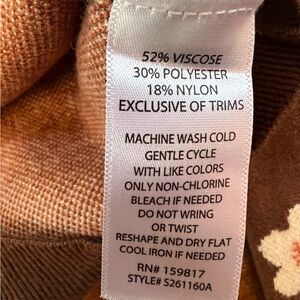 52% VISCOSE
30% POLYESTER
18% NYLON
EXCLUSIVE OF TRIMS
MACHINE WASH COLD
GENTLE CYCLE
WITH LIKE COLORS
ONLY NON-CHLORINE
BLEACH IF NEEDED
DO NOT WRING
OR TWIST
RESHAPE AND DRY FLAT
COOL IRON IF NEEDED
RN# 159817
STYLE# S261160A